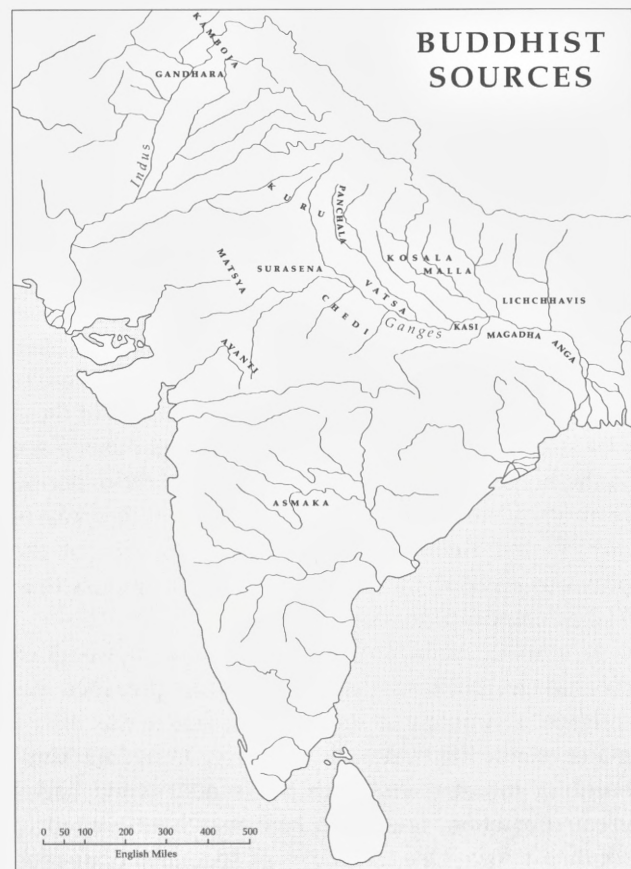 BUDDHIST
SOURCES
KAMBOJA
GANDHARA
Indus
KURU
PANCHALA
MATSYA
SURASENA
KOSALA
MALLA
VATSA
CHEDI
LICHCHHAVIS
Ganges
KASI
MAGADHA
ANGA
AVANTI
ASMAKA
0 50 100 200 300 400 500
English Miles